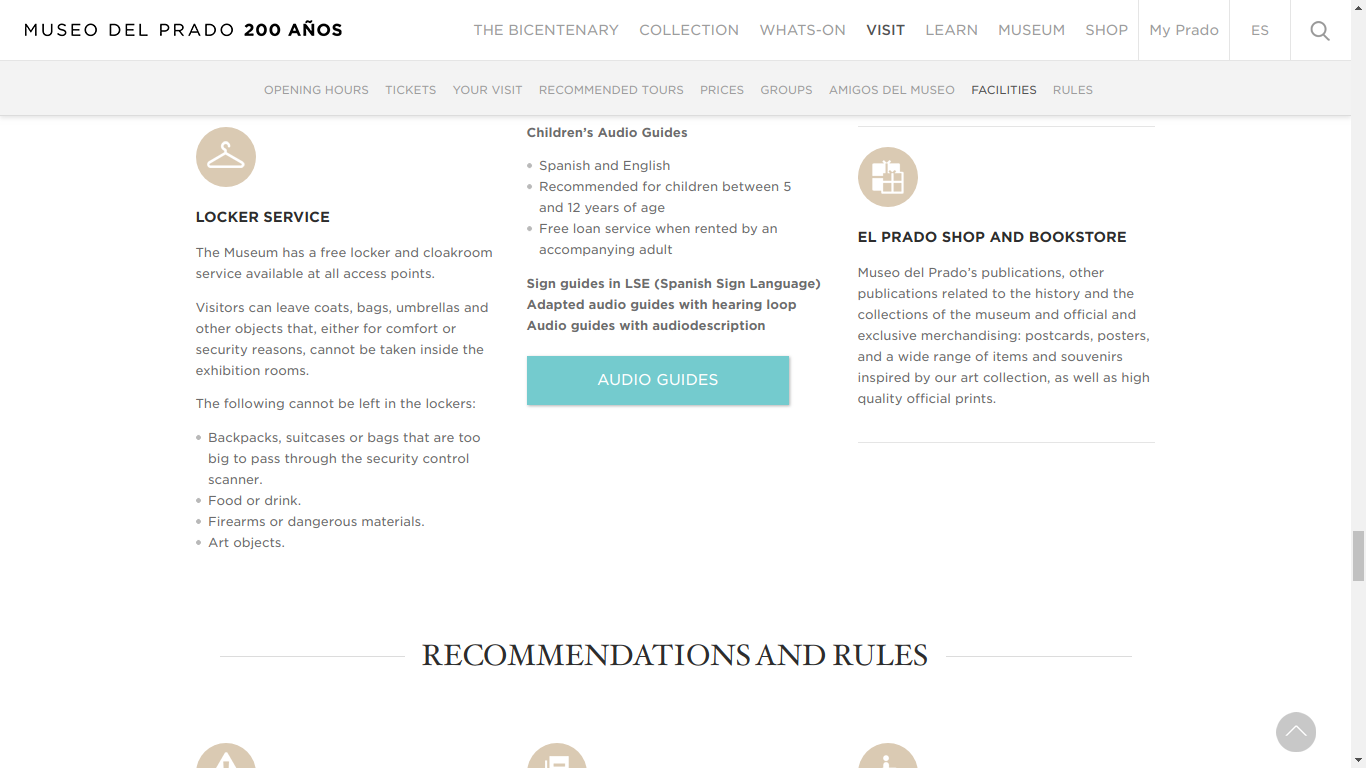 MUSEO DEL PRADO 200 AÑOS
THE BICENTENARY COLLECTION WHATS-ON VISIT LEARN MUSEUM SHOP My Prado ES
OPENING HOURS TICKETS YOUR VISIT RECOMMENDED TOURS PRICES GROUPS AMIGOS DEL MUSEO FACILITIES RULES
LOCKER SERVICE
The Museum has a free locker and cloakroom
service available at all access points.
Visitors can leave coats, bags, umbrellas and
other objects that, either for comfort or
security reasons, cannot be taken inside the
exhibition rooms.
The following cannot be left in the lockers:
Backpacks, suitcases or bags that are too
big to pass through the security control
scanner.
Food or drink.
Firearms or dangerous materials.
Art objects.
Children’s Audio Guides
Spanish and English
Recommended for children between 5
and 12 years of age
Free loan service when rented by an
accompanying adult
Sign guides in LSE (Spanish Sign Language)
Adapted audio guides with hearing loop
Audio guides with audiodescription
AUDIO GUIDES
EL PRADO SHOP AND BOOKSTORE
Museo del Prado’s publications, other
publications related to the history and the
collections of the museum and official and
exclusive merchandising: postcards, posters,
and a wide range of items and souvenirs
inspired by our art collection, as well as high
quality official prints.
RECOMMENDATIONS AND RULES